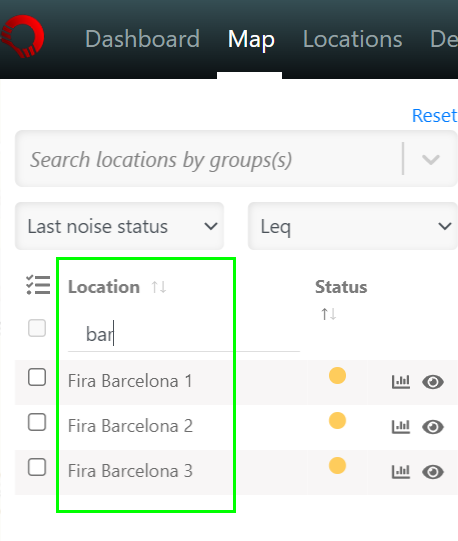 Dashboard Map Locations De
Reset
Search locations by groups(s)
Last noise status Leq
Location Status
bar
Fira Barcelona 1
Fira Barcelona 2
Fira Barcelona 3